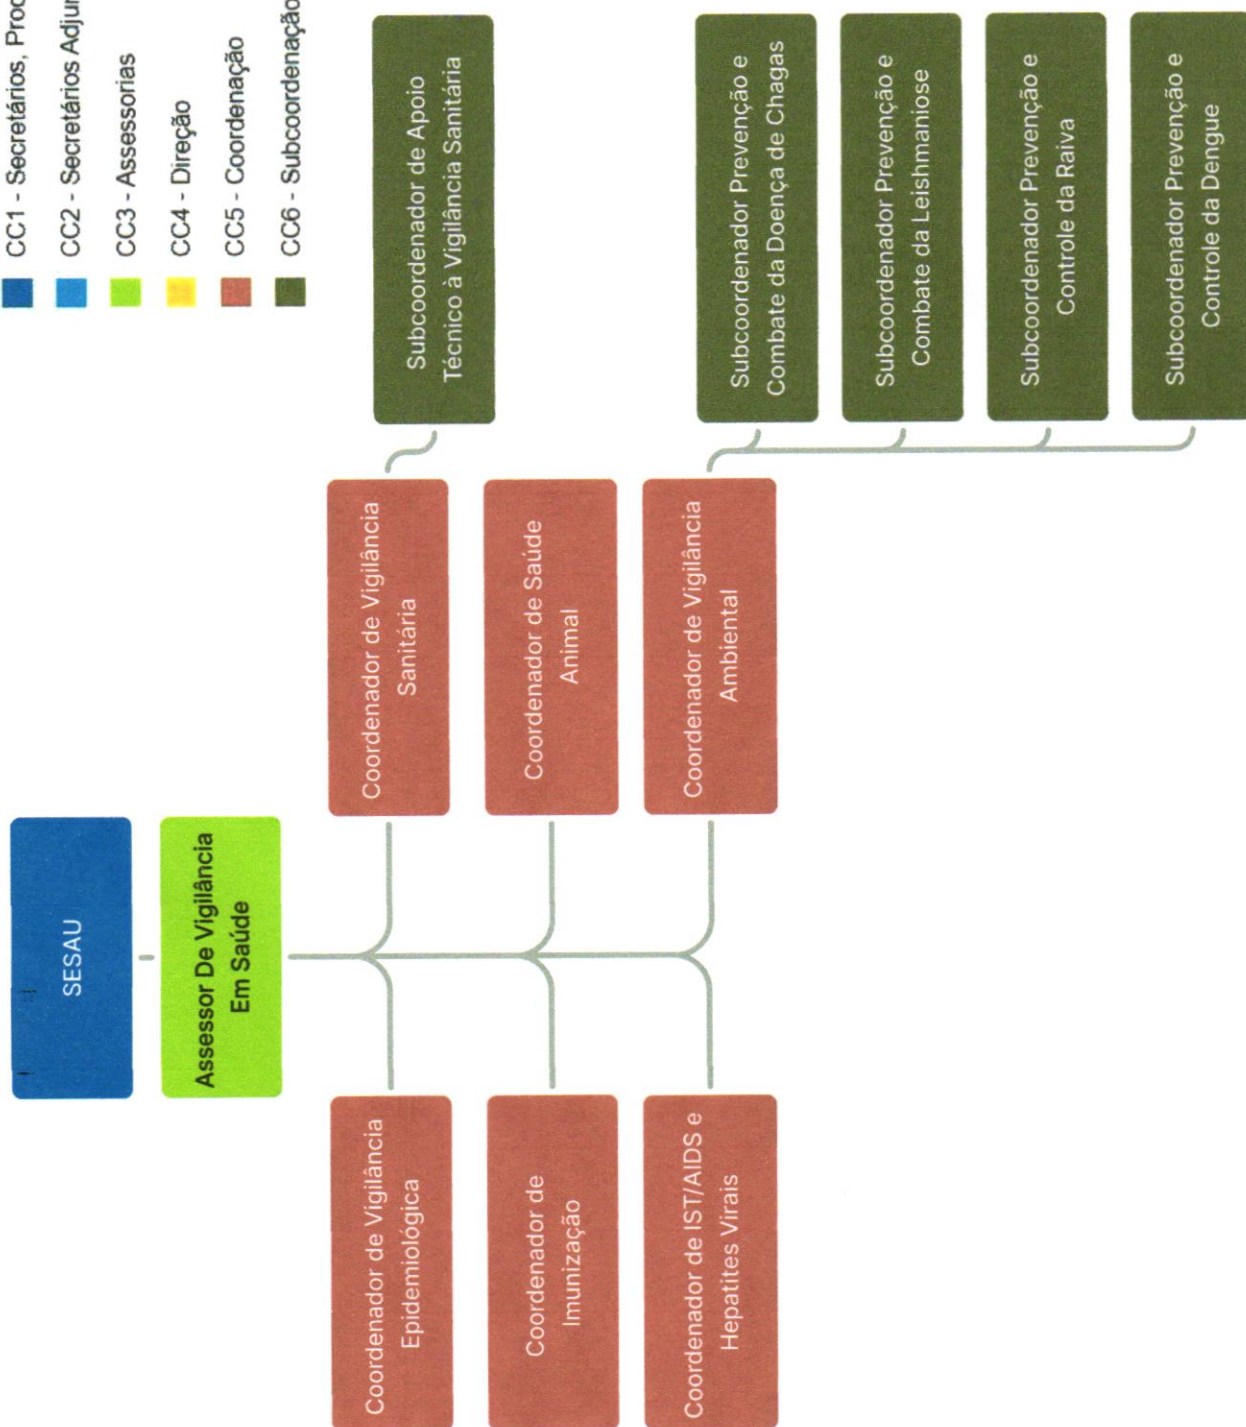 CC1 - Secretários,
CC2 - Secretários
CC3 - Assessorias
CC4 - Direção
CC5 - Coordenação
CC6 - Subcoordenação
SESAU
Assessor De Vigilância
Em Saúde
Coordenador de Vigilância
Epidemiológica
Coordenador de
Imunização
Coordenador de IST/AIDS e
Hepatites Virais
Coordenador de Vigilância
Sanitária
Coordenador de Saúde
Animal
Coordenador de Vigilância
Ambiental
Subcoordenador de Apoio
Técnico à Vigilância Sanitária
Subcoordenador Prevenção e
Combate da Doença de Chagas
Subcoordenador Prevenção e
Combate da Leishmaniose
Subcoordenador Prevenção e
Controle da Raiva
Subcoordenador Prevenção e
Controle da Dengue